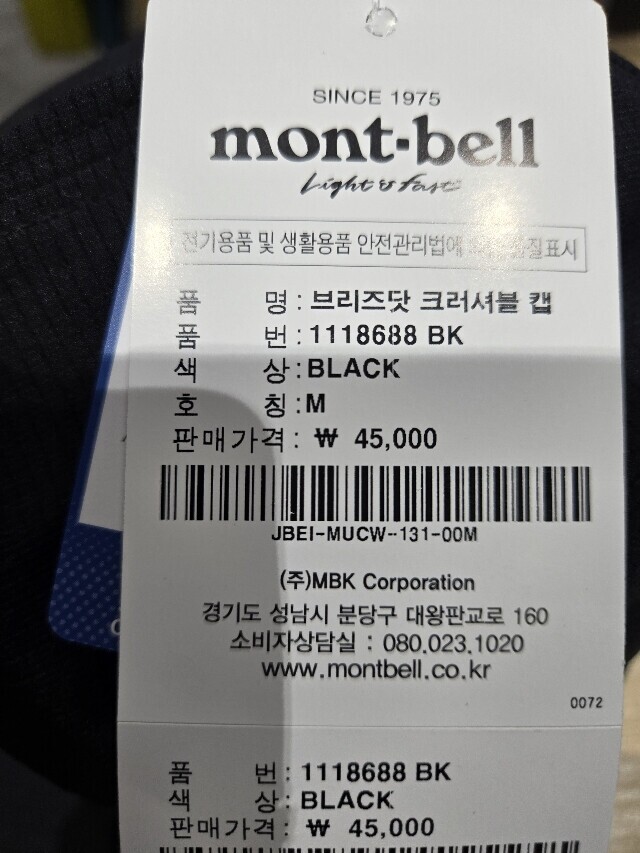 SINCE 1975
mont-bell
Light & Fast
전기용품 및 생활용품 안전관리법에 품질표시
품 명 : 브리즈닷 크러셔블 캡
품 번 : 1118688 BK
색 상 : BLACK
호 칭 : M
판매가격 : ₩ 45,000
JBEI-MUCW-131-00M
(주)MBK Corporation
경기도 성남시 분당구 대왕판교로 160
소비자상담실 : 080.023.1020
www.montbell.co.kr
0072
품 번 : 1118688 BK
색 상 : BLACK
판매가격 : ₩ 45,000